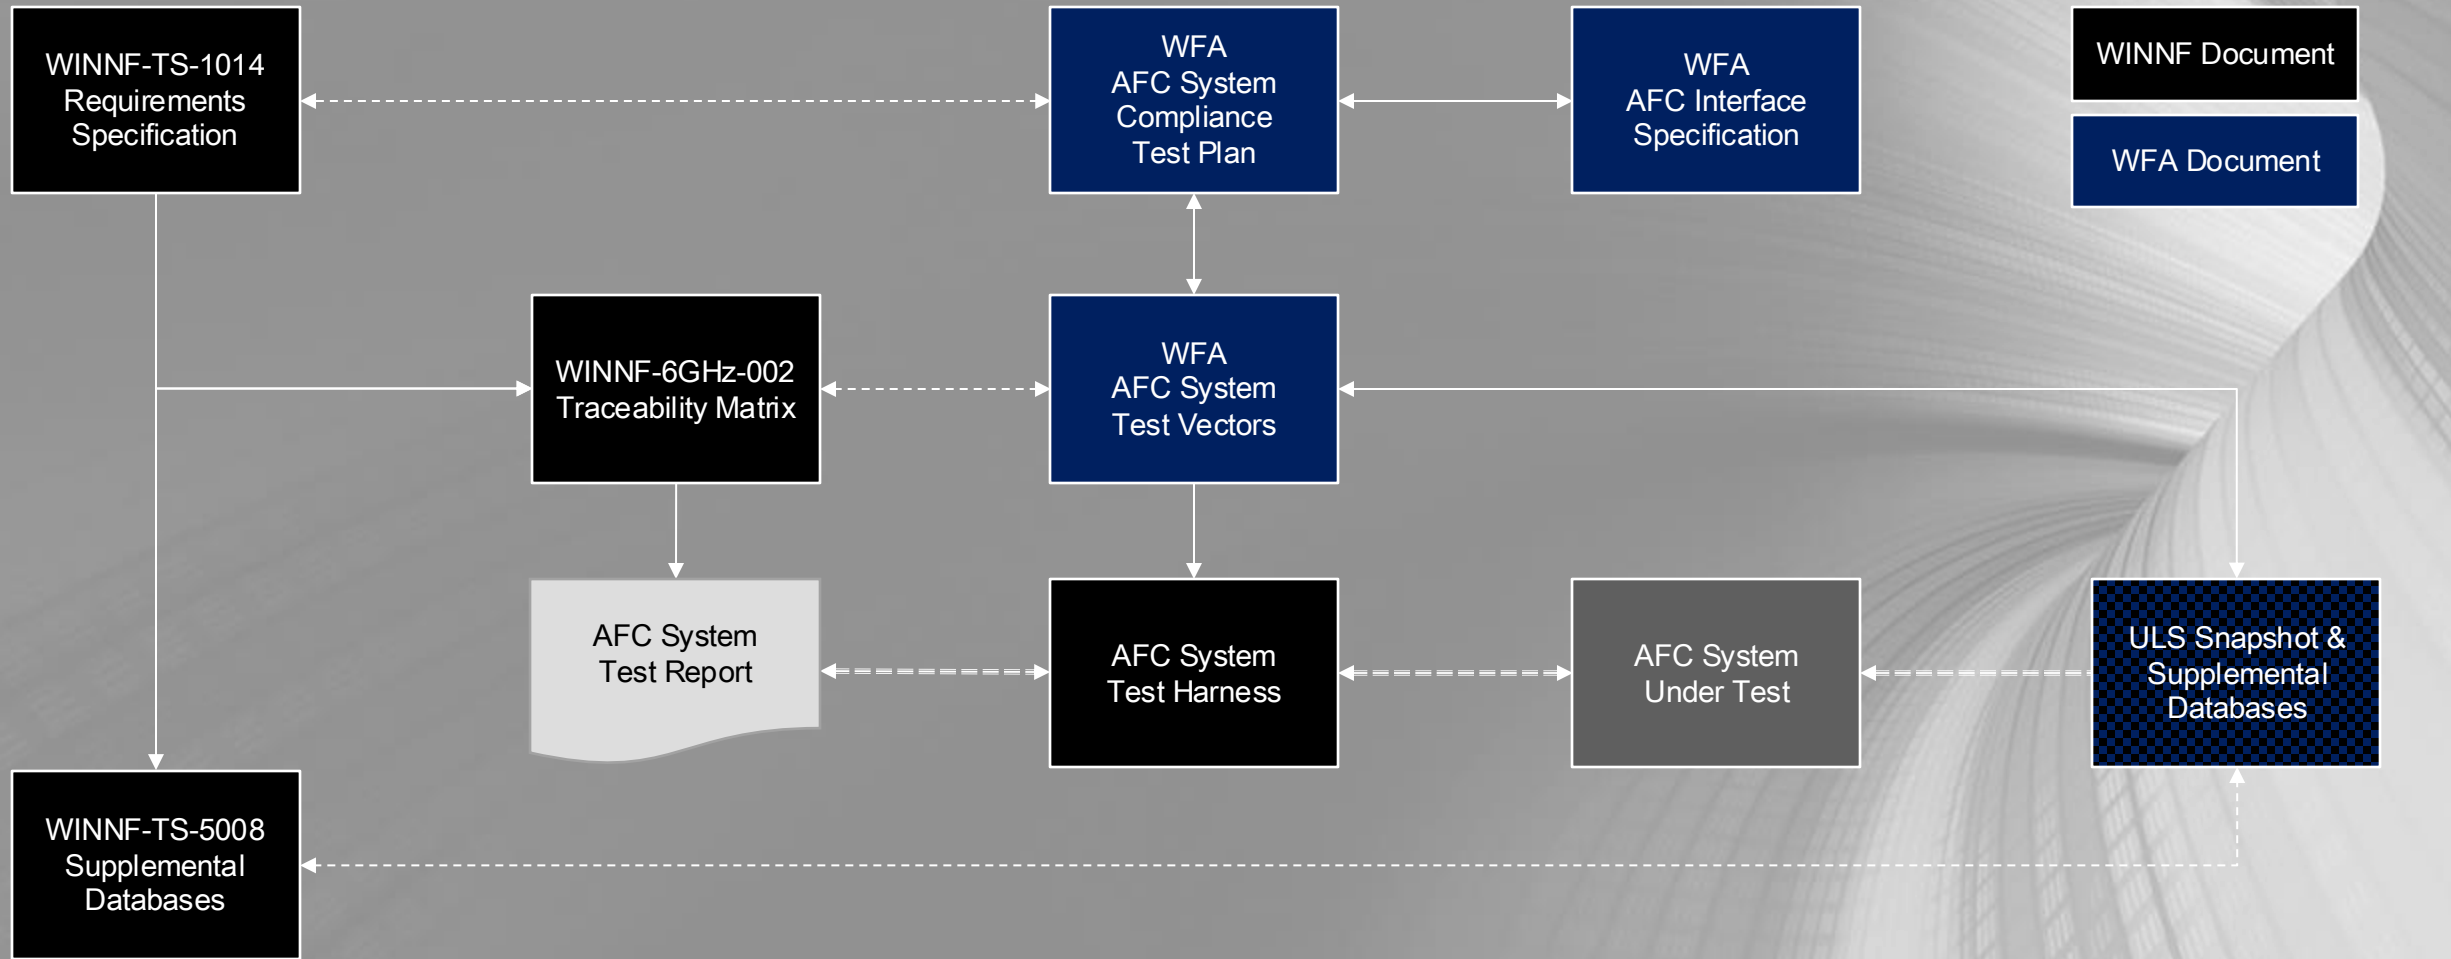 WINNF-TS-1014
Requirements
Specification
WFA
AFC System
Compliance
Test Plan
WFA
AFC Interface
Specification
WINNF Document
WFA Document
WINNF-6GHz-002
Traceability Matrix
WFA
AFC System
Test Vectors
AFC System
Test Report
AFC System
Test Harness
AFC System
Under Test
ULS Snapshot &
Supplemental
Databases
WINNF-TS-5008
Supplemental
Databases